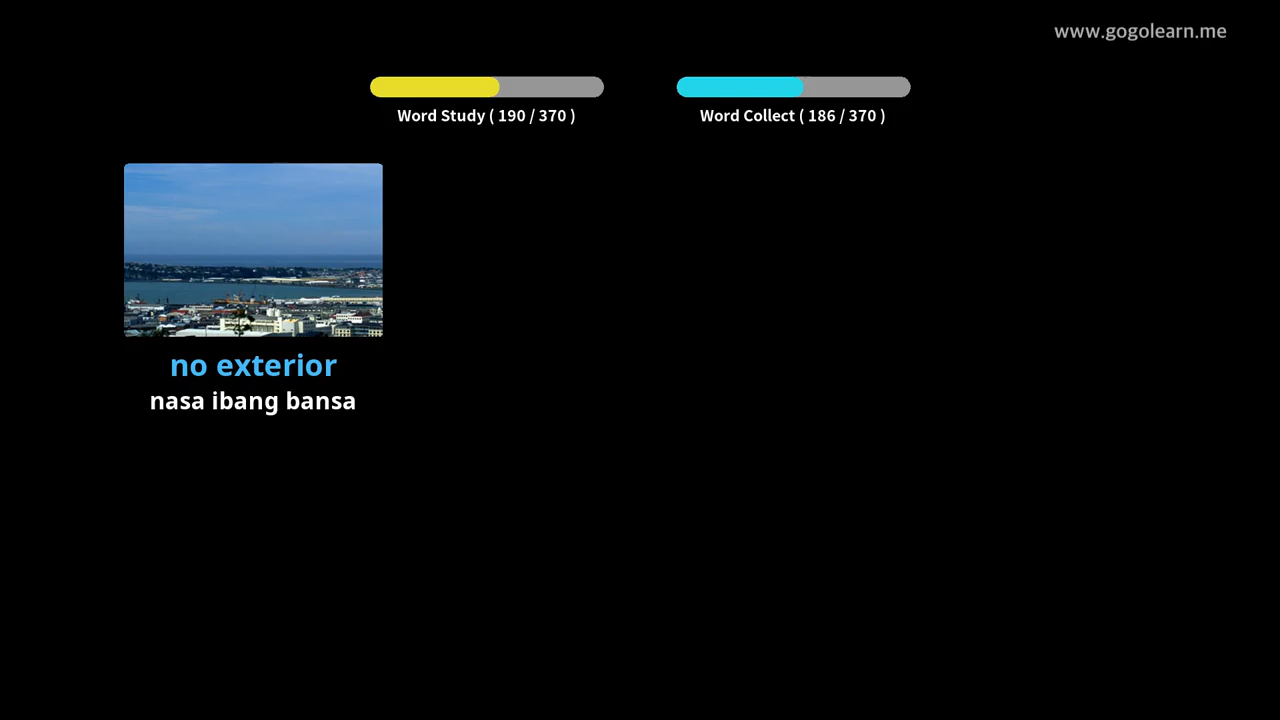 www.gogolearn.me
Word Study ( 190 / 370 )
Word Collect ( 186 / 370 )
no exterior
nasa ibang bansa